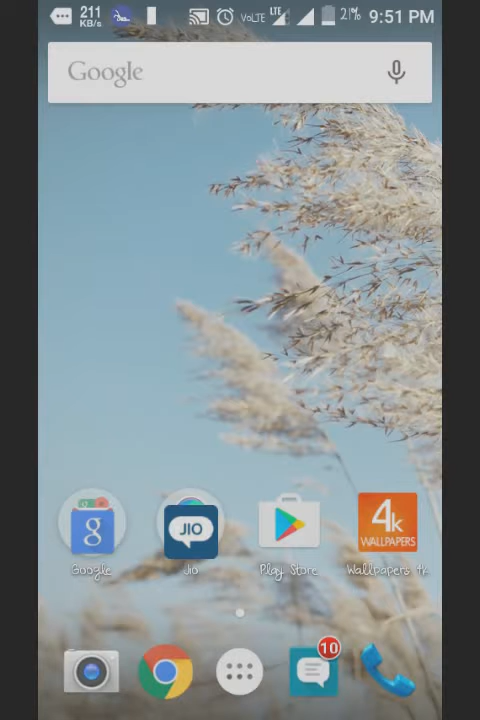 211
KB/s
VoLTE
LTE
21%
9:51 PM
Google
g
JIO
4k
WALLPAPERS
Google
Jio
Play Store
Wallpapers 4k
10